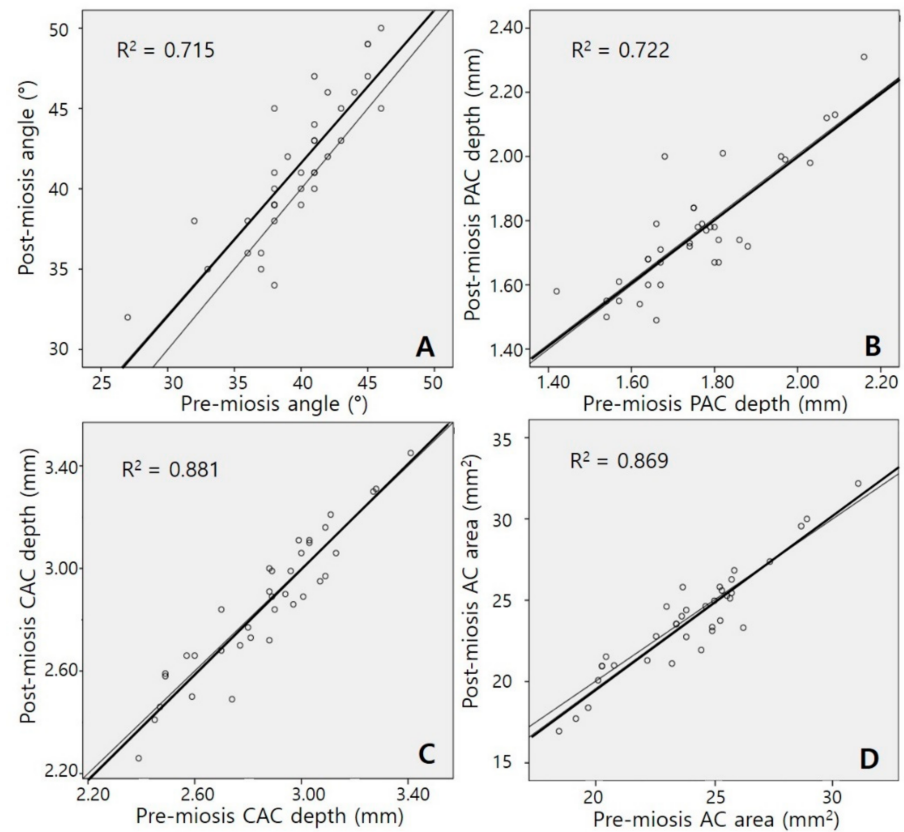 50
45
40
35
30
Post-miosis angle (°)
R² = 0.715
A
25 30 35 40 45 50
Pre-miosis angle (°)
2.40
2.20
2.00
1.80
1.60
1.40
Post-miosis PAC depth (mm)
R² = 0.722
B
1.40 1.60 1.80 2.00 2.20
Pre-miosis PAC depth (mm)
3.40
3.00
2.60
2.20
Post-miosis CAC depth (mm)
R² = 0.881
C
2.20 2.60 3.00 3.40
Pre-miosis CAC depth (mm)
35
30
25
20
15
Post-miosis AC area (mm²)
R² = 0.869
D
20 25 30
Pre-miosis AC area (mm²)